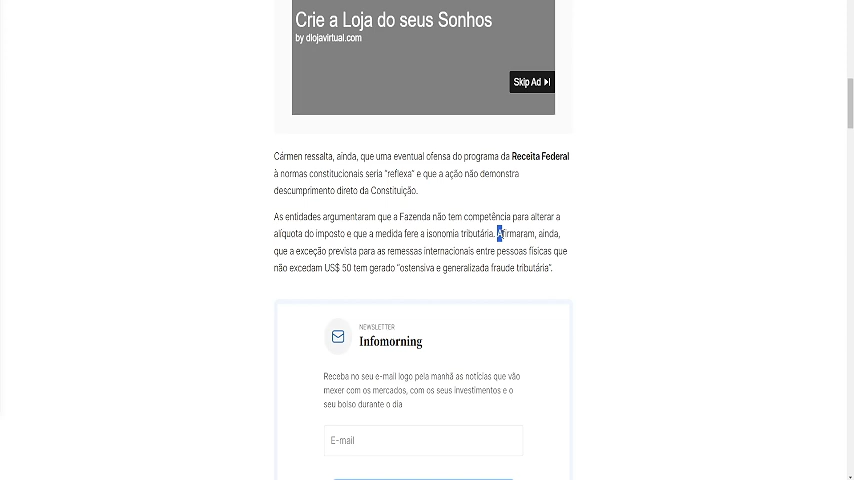 Crie a Loja do seus Sonhos
by dlojavirtual.com
Skip Ad
Cármen ressalta, ainda, que uma eventual ofensa do programa da Receita Federal
à normas constitucionais seria “reflexa” e que a ação não demonstra
descumprimento direto da Constituição.
As entidades argumentaram que a Fazenda não tem competência para alterar a
alíquota do imposto e que a medida fere a isonomia tributária. Afirmaram, ainda,
que a exceção prevista para as remessas internacionais entre pessoas físicas que
não excedam US$ 50 tem gerado “ostensiva e generalizada fraude tributária”.
NEWSLETTER
Infomorning
Receba no seu e-mail logo pela manhã as notícias que vão
mexer com os mercados, com os seus investimentos e o
seu bolso durante o dia
E-mail